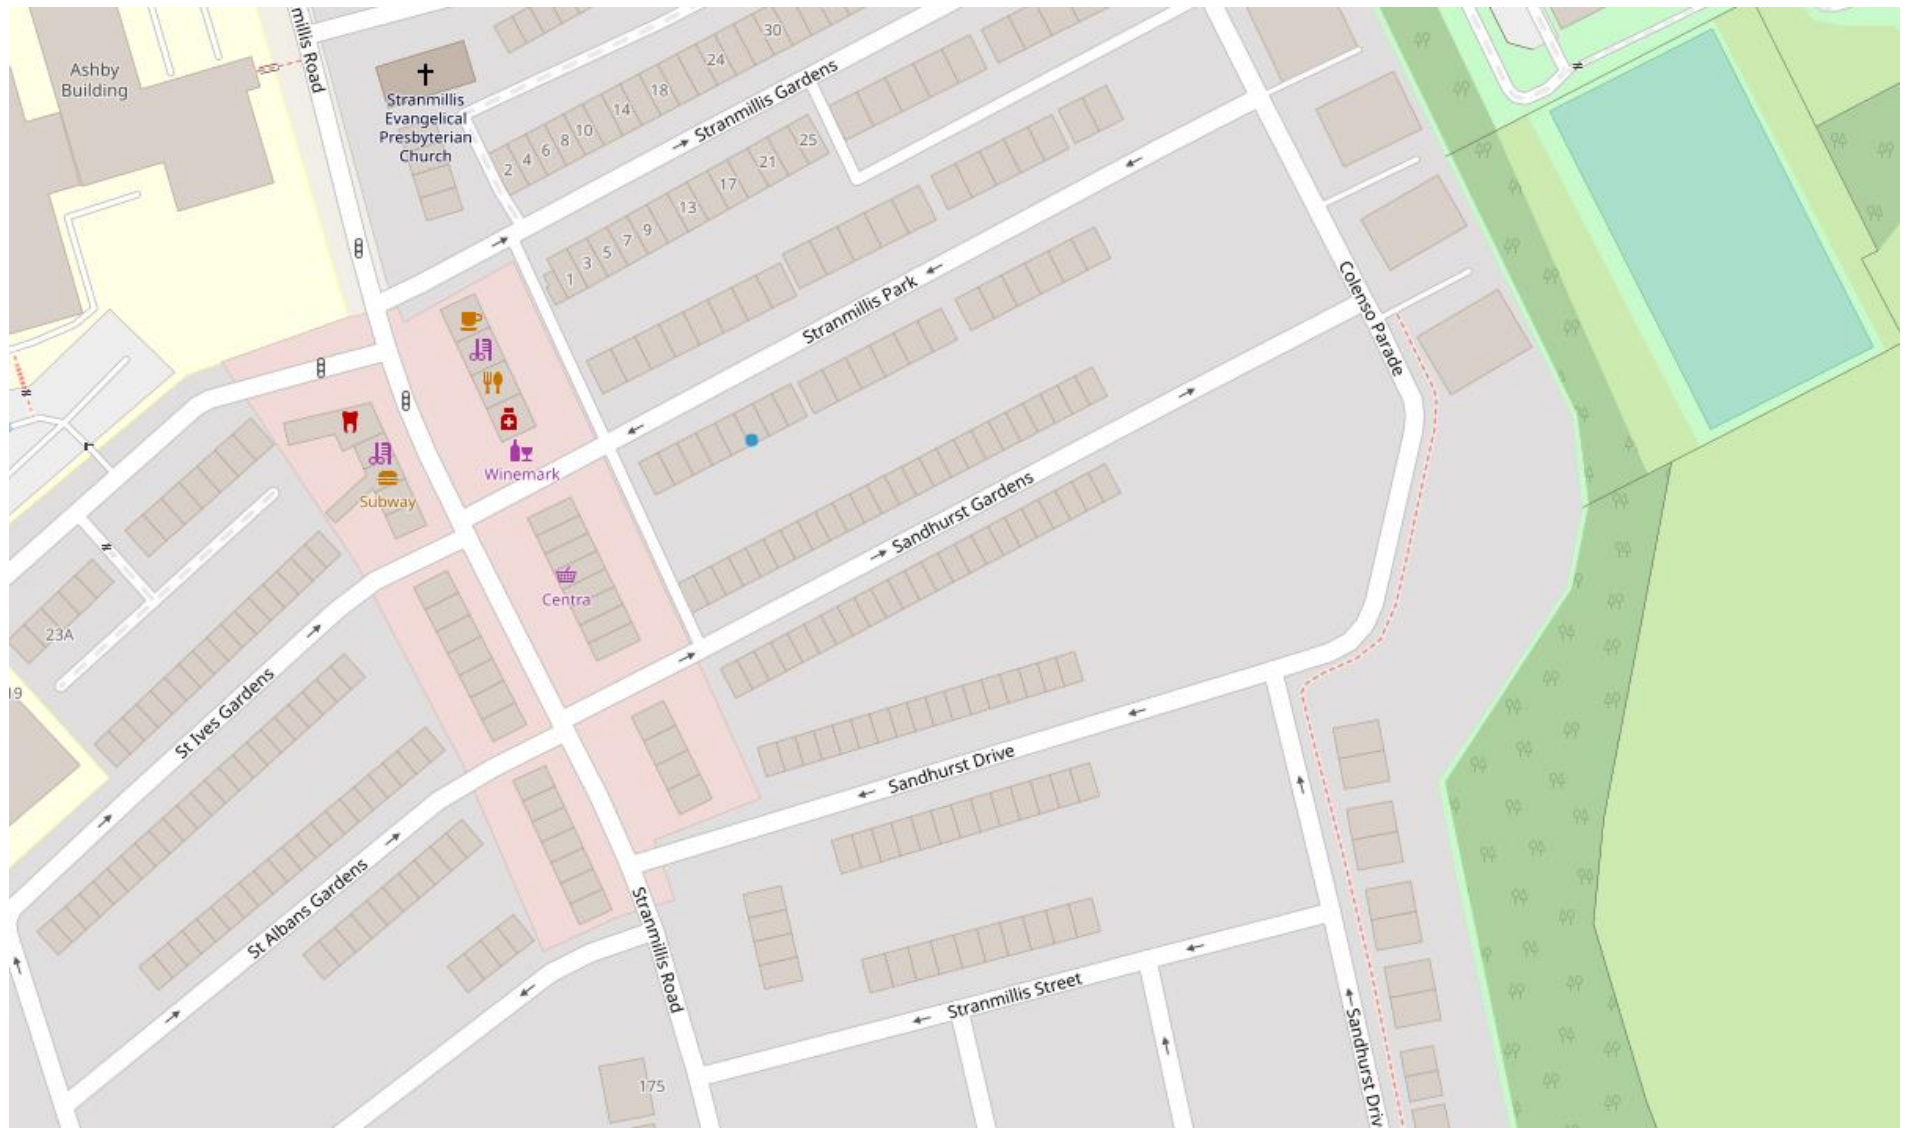 Ashby
Building
millis Road
30
24
18
14
10
8
6
4
2
Stranmillis
Evangelical
Presbyterian
Church
Stranmillis Gardens
25
21
17
13
9
7
5
3
1
Stranmillis Park
Colenso Parade
Winemark
Subway
Sandhurst Gardens
Centra
23A
19
St Ives Gardens
Sandhurst Drive
St Albans Gardens
Stranmillis Road
Stranmillis Street
Sandhurst Driv
175